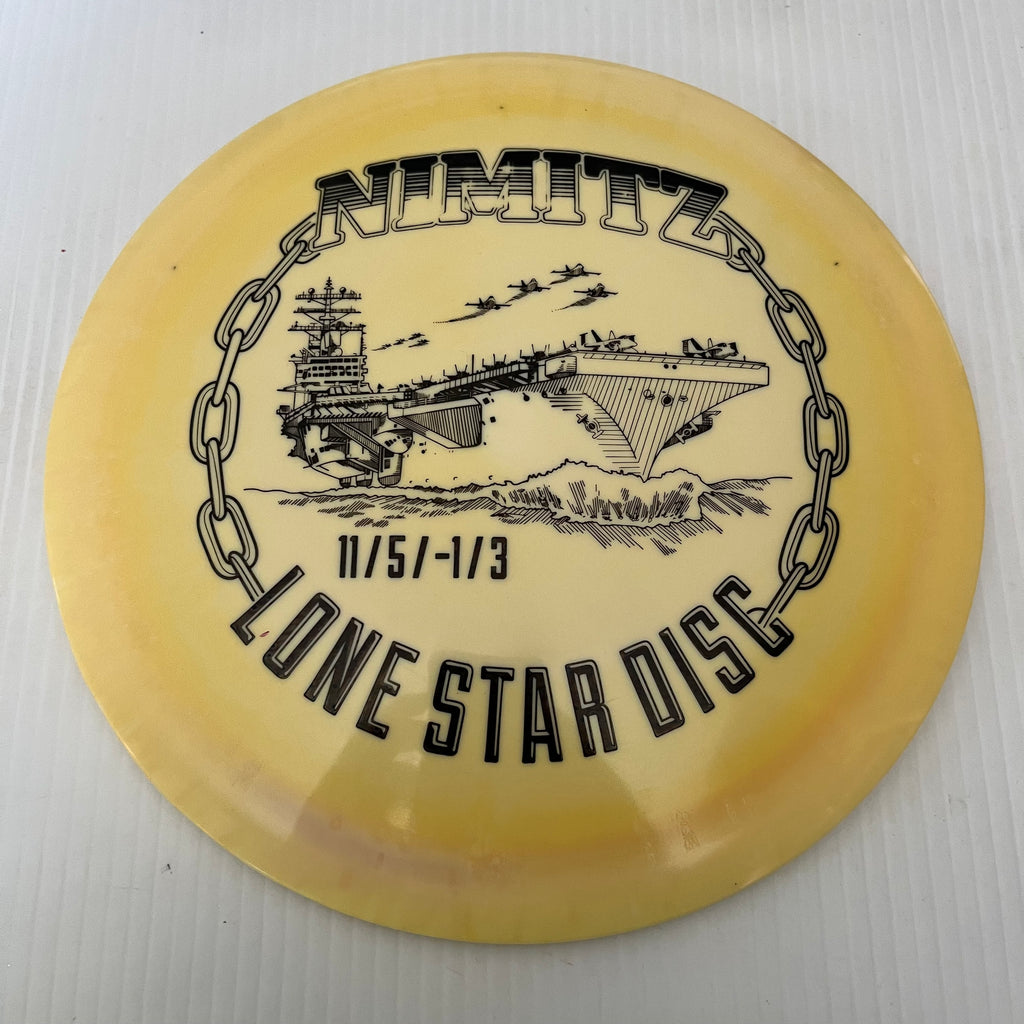 NIMITZ
11/5/-1/3
LONE STAR DISC